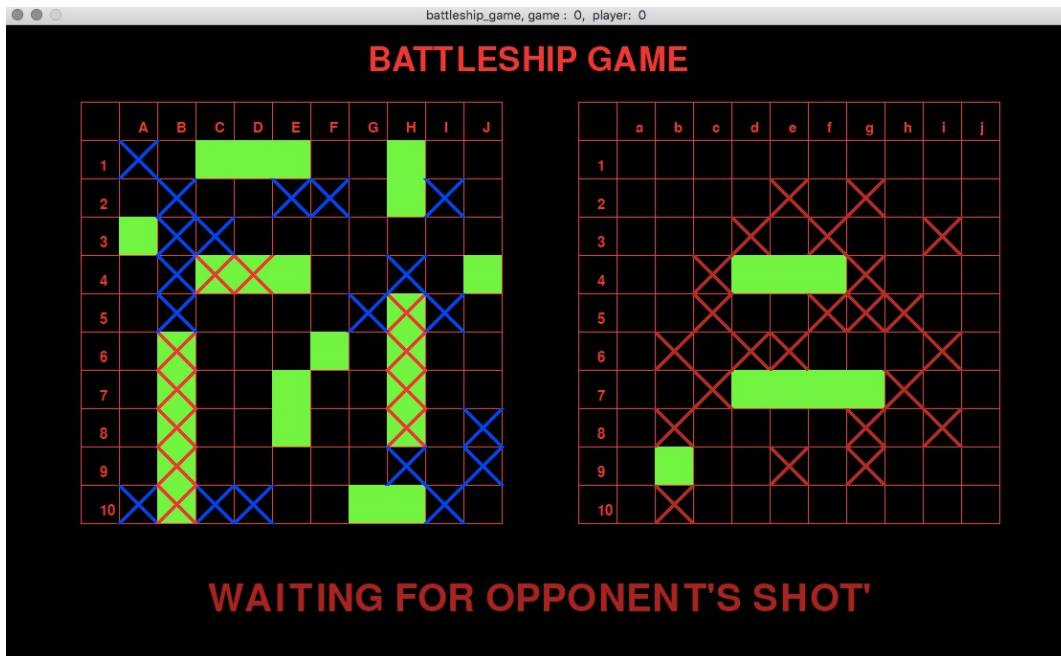 battleship_game, game : 0, player: 0
BATTLESHIP GAME
A B C D E F G H I J
a b c d e f g h i j
1 1
2 2
3 3
4 4
5 5
6 6
7 7
8 8
9 9
10 10
WAITING FOR OPPONENT'S SHOT'